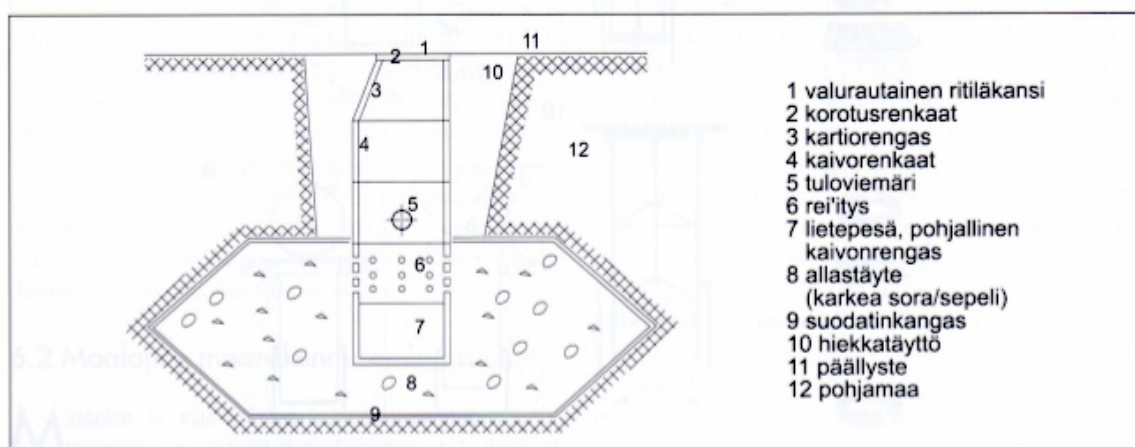 1
11
2
10
3
4
12
5
6
7
8
9
1 valurautainen ritiläkansi
2 korotusrenkaat
3 kartiorengas
4 kaivorenkaat
5 tuloviemäri
6 rei'itys
7 lietepesä, pohjallinen
kaivonrengas
8 allastäyte
(karkea sora/sepeli)
9 suodatinkangas
10 hiekkatäyttö
11 päällyste
12 pohjamaa